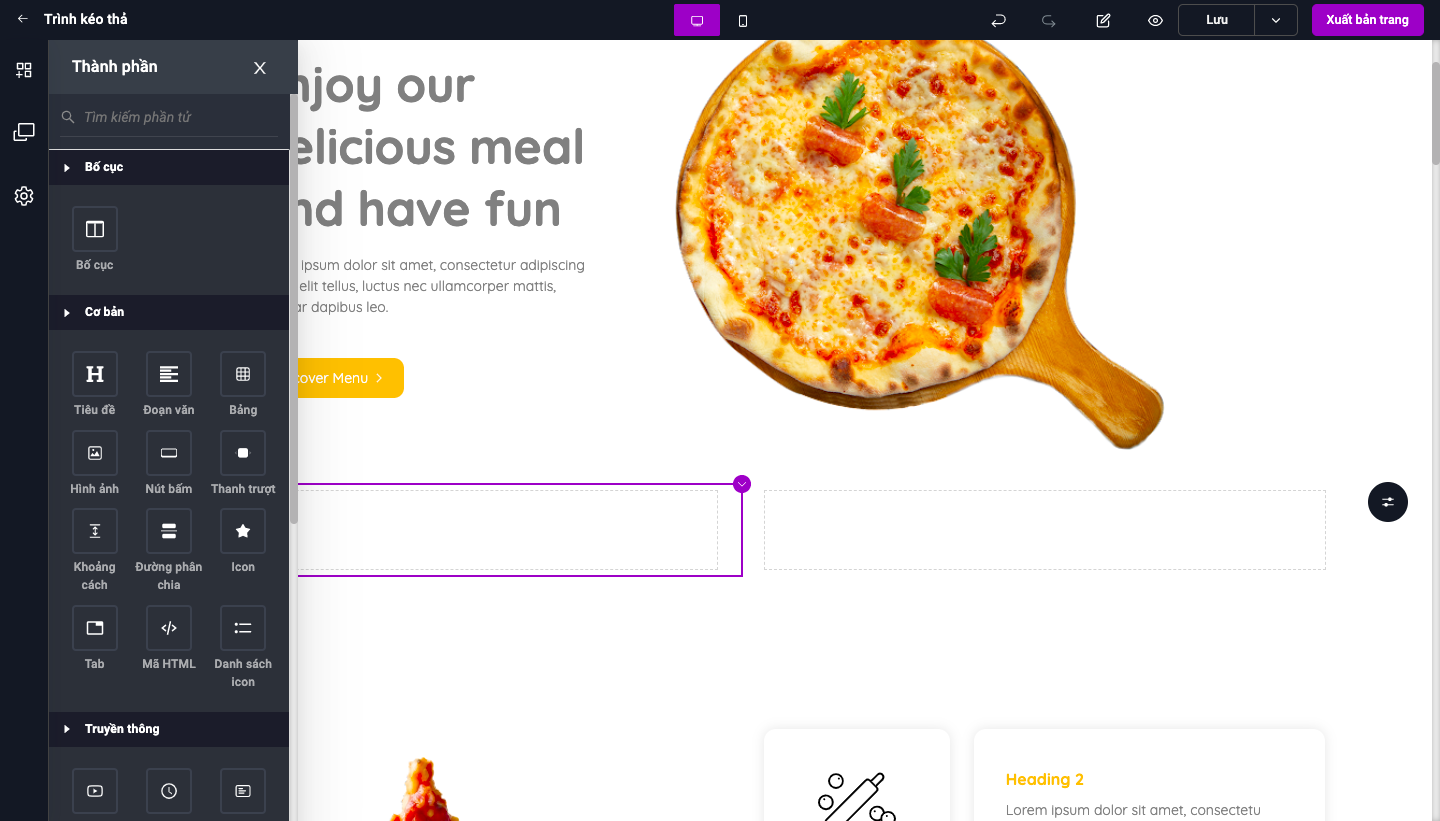 Trình kéo thả
Lưu
Xuất bản trang
Thành phần
Tìm kiếm phần tử
Bố cục
Bố cục
Cơ bản
Tiêu đề
Đoạn văn
Bảng
Hình ảnh
Nút bấm
Thanh trượt
Khoảng
cách
Đường phân
chia
Icon
Tab
Mã HTML
Danh sách
icon
Truyền thông
njoy our
elicious meal
nd have fun
ipsum dolor sit amet, consectetur adipiscing
elit tellus, luctus nec ullamcorper mattis,
ar dapibus leo.
cover Menu
Heading 2
Lorem ipsum dolor sit amet, consectetu